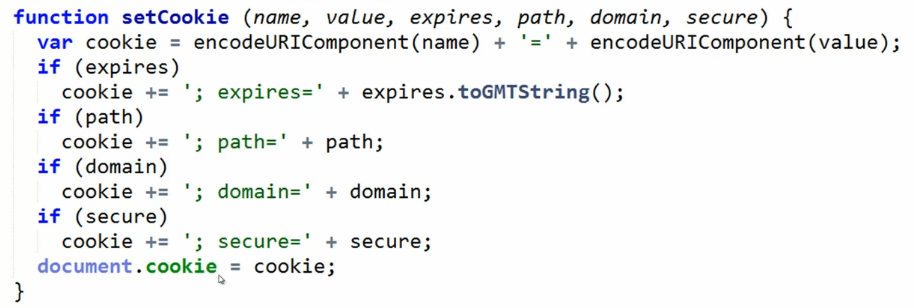 function setCookie (name, value, expires, path, domain, secure) {
  var cookie = encodeURIComponent(name) + '=' + encodeURIComponent(value);
  if (expires)
    cookie += '; expires=' + expires.toGMTString();
  if (path)
    cookie += '; path=' + path;
  if (domain)
    cookie += '; domain=' + domain;
  if (secure)
    cookie += '; secure=' + secure;
  document.cookie = cookie;
}